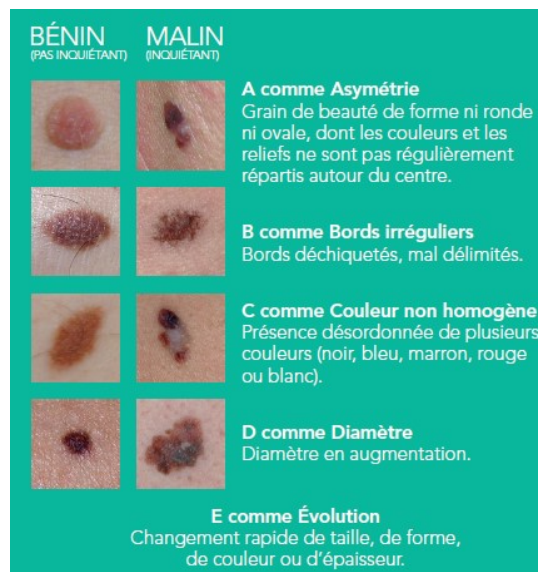 BÉNIN
(PAS INQUIÉTANT)
MALIN
(INQUIÉTANT)
A comme Asymétrie
Grain de beauté de forme ni ronde
ni ovale, dont les couleurs et les
reliefs ne sont pas régulièrement
répartis autour du centre.
B comme Bords irréguliers
Bords déchiquetés, mal délimités.
C comme Couleur non homogène
Présence désordonnée de plusieurs
couleurs (noir, bleu, marron, rouge
ou blanc).
D comme Diamètre
Diamètre en augmentation.
E comme Évolution
Changement rapide de taille, de forme,
de couleur ou d’épaisseur.